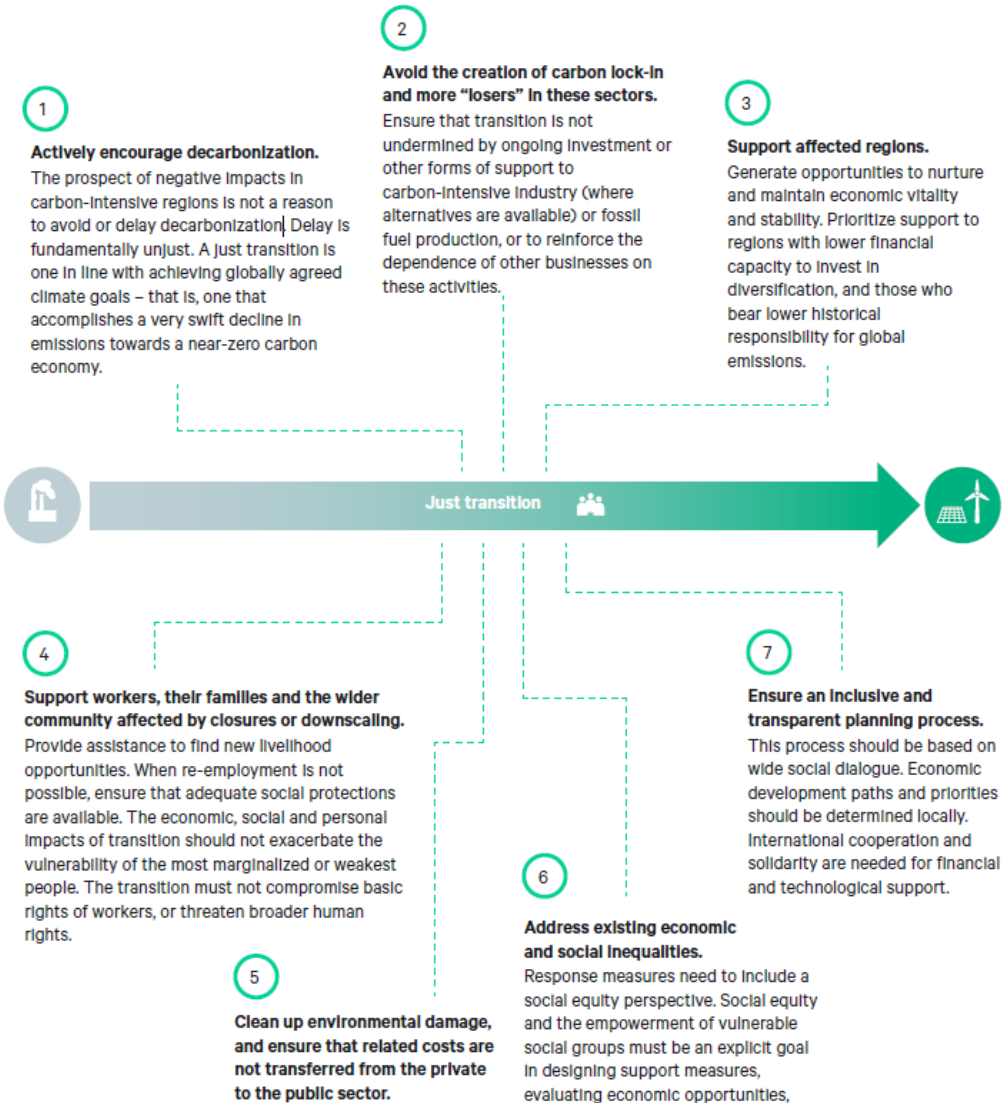 1
Actively encourage decarbonization.
The prospect of negative impacts in
carbon-intensive regions is not a reason
to avoid or delay decarbonization. Delay is
fundamentally unjust. A just transition is
one in line with achieving globally agreed
climate goals – that is, one that
accomplishes a very swift decline in
emissions towards a near-zero carbon
economy.
2
Avoid the creation of carbon lock-in
and more “losers” in these sectors.
Ensure that transition is not
undermined by ongoing investment or
other forms of support to
carbon-intensive industry (where
alternatives are available) or fossil
fuel production, or to reinforce the
dependence of other businesses on
these activities.
3
Support affected regions.
Generate opportunities to nurture
and maintain economic vitality
and stability. Prioritize support to
regions with lower financial
capacity to invest in
diversification, and those who
bear lower historical
responsibility for global
emissions.
Just transition
4
Support workers, their families and the wider
community affected by closures or downscaling.
Provide assistance to find new livelihood
opportunities. When re-employment is not
possible, ensure that adequate social protections
are available. The economic, social and personal
impacts of transition should not exacerbate the
vulnerability of the most marginalized or weakest
people. The transition must not compromise basic
rights of workers, or threaten broader human
rights.
5
Clean up environmental damage,
and ensure that related costs are
not transferred from the private
to the public sector.
6
Address existing economic
and social inequalities.
Response measures need to include a
social equity perspective. Social equity
and the empowerment of vulnerable
social groups must be an explicit goal
in designing support measures,
evaluating economic opportunities,
7
Ensure an inclusive and
transparent planning process.
This process should be based on
wide social dialogue. Economic
development paths and priorities
should be determined locally.
International cooperation and
solidarity are needed for financial
and technological support.